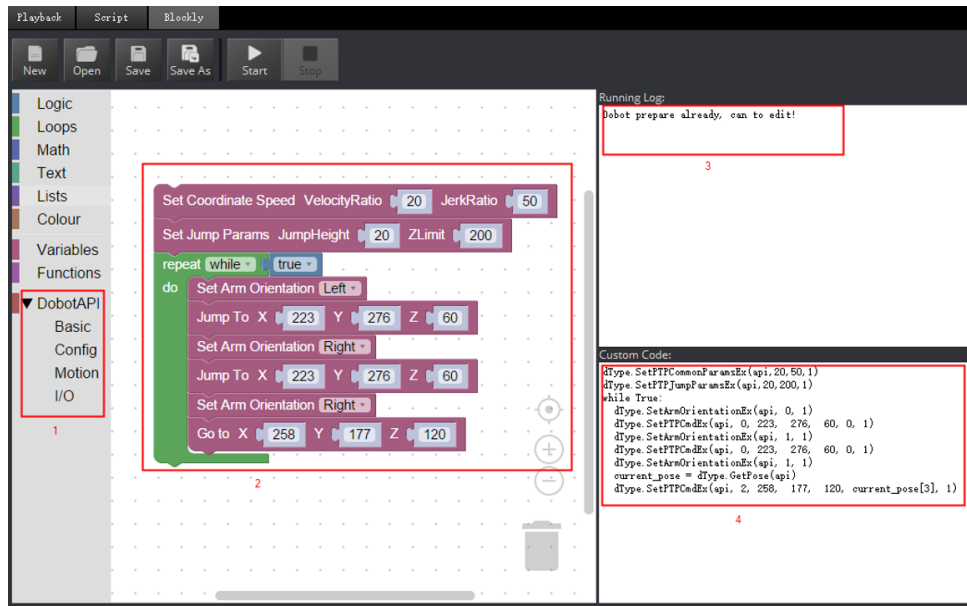 Playback Script Blockly
New Open Save Save As Start Stop
Logic
Loops
Math
Text
Lists
Colour
Variables
Functions
DobotAPI
Basic
Config
Motion
I/O
1
Set Coordinate Speed VelocityRatio 20 JerkRatio 50
Set Jump Params JumpHeight 20 ZLimit 200
repeat while true
do Set Arm Orientation Left
Jump To X 223 Y 276 Z 60
Set Arm Orientation Right
Jump To X 223 Y 276 Z 60
Set Arm Orientation Right
Go to X 258 Y 177 Z 120
2
Running Log:
Dobot prepare already, can to edit!
3
Custom Code:
dType.SetPTPCommonParamsEx(api,20,50,1)
dType.SetPTPJumpParamsEx(api,20,200,1)
while True:
dType.SetArmOrientationEx(api, 0, 1)
dType.SetPTPCmdEx(api, 0, 223, 276, 60, 0, 1)
dType.SetArmOrientationEx(api, 1, 1)
dType.SetPTPCmdEx(api, 0, 223, 276, 60, 0, 1)
dType.SetArmOrientationEx(api, 1, 1)
current_pose = dType.GetPose(api)
dType.SetPTPCmdEx(api, 2, 258, 177, 120, current_pose[3], 1)
4